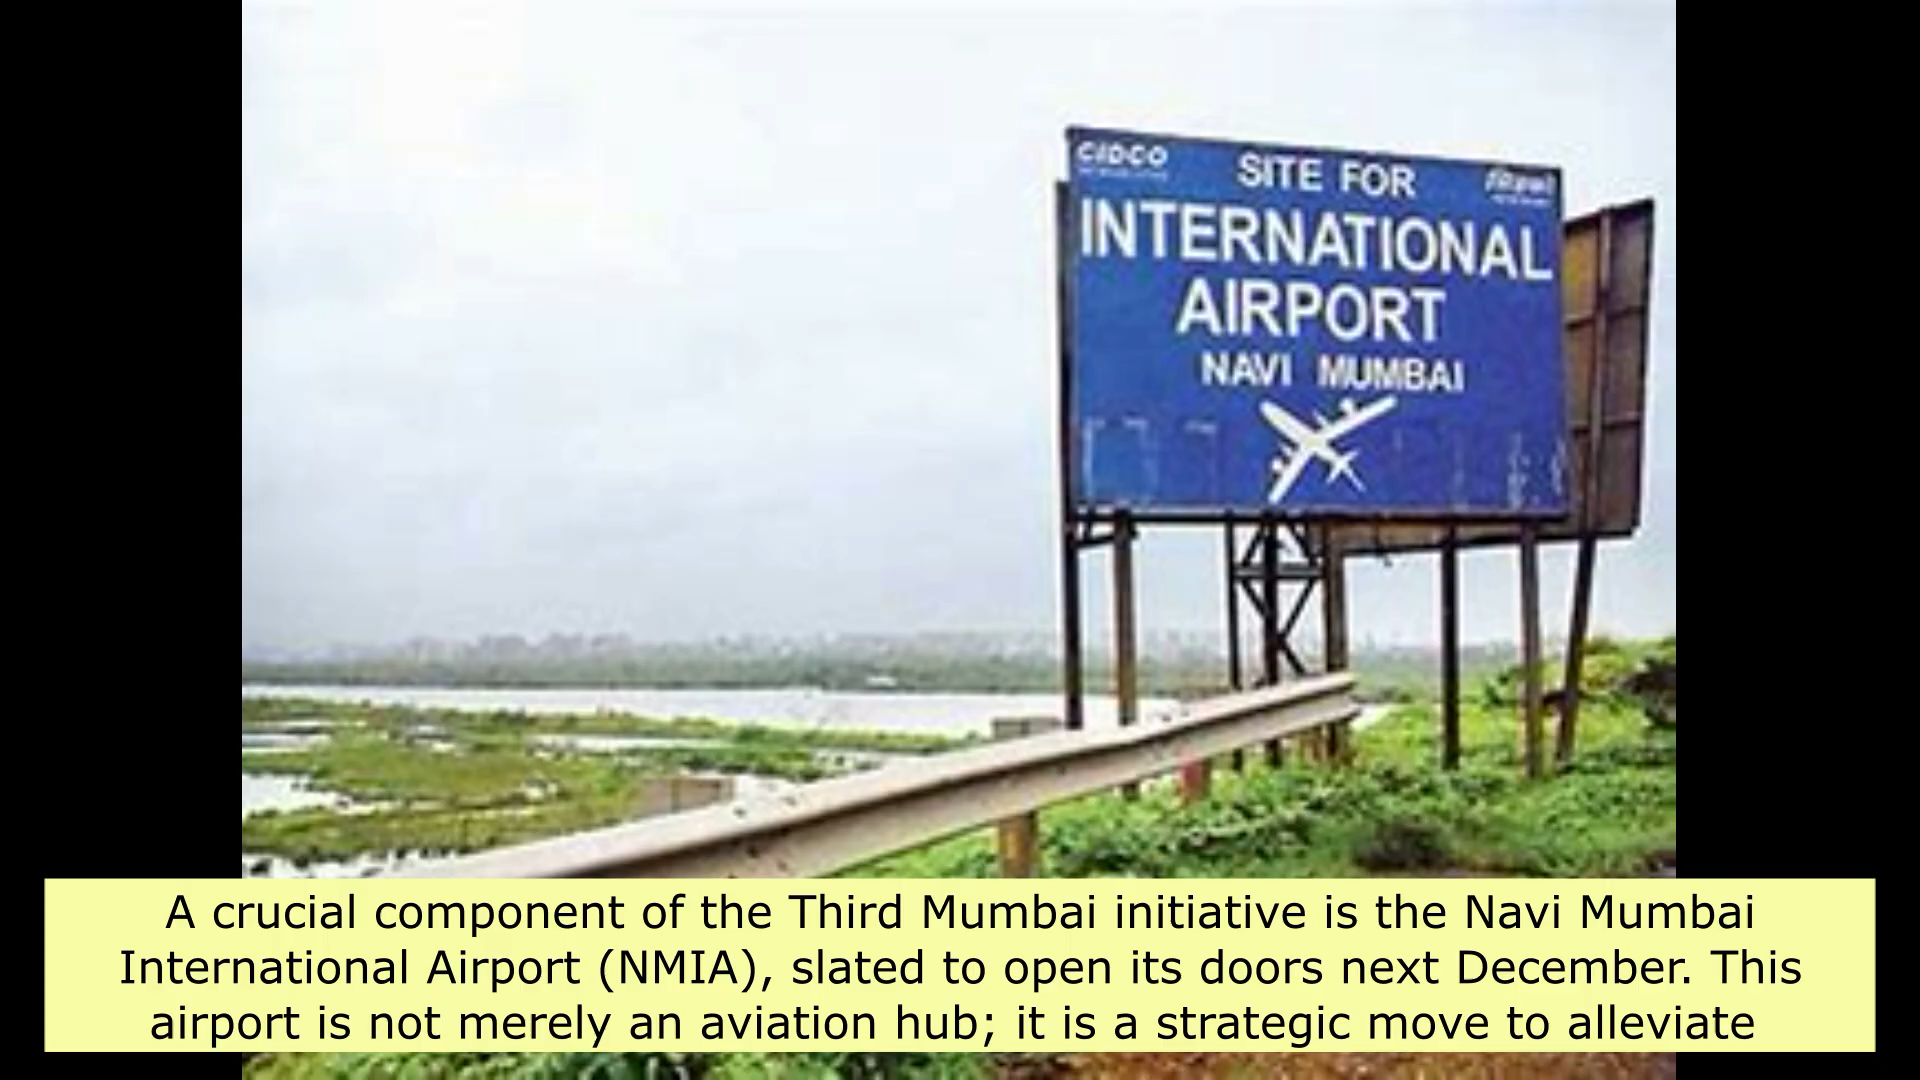 CIDCO
SITE FOR
INTERNATIONAL
AIRPORT
NAVI MUMBAI
A crucial component of the Third Mumbai initiative is the Navi Mumbai
International Airport (NMIA), slated to open its doors next December. This
airport is not merely an aviation hub; it is a strategic move to alleviate